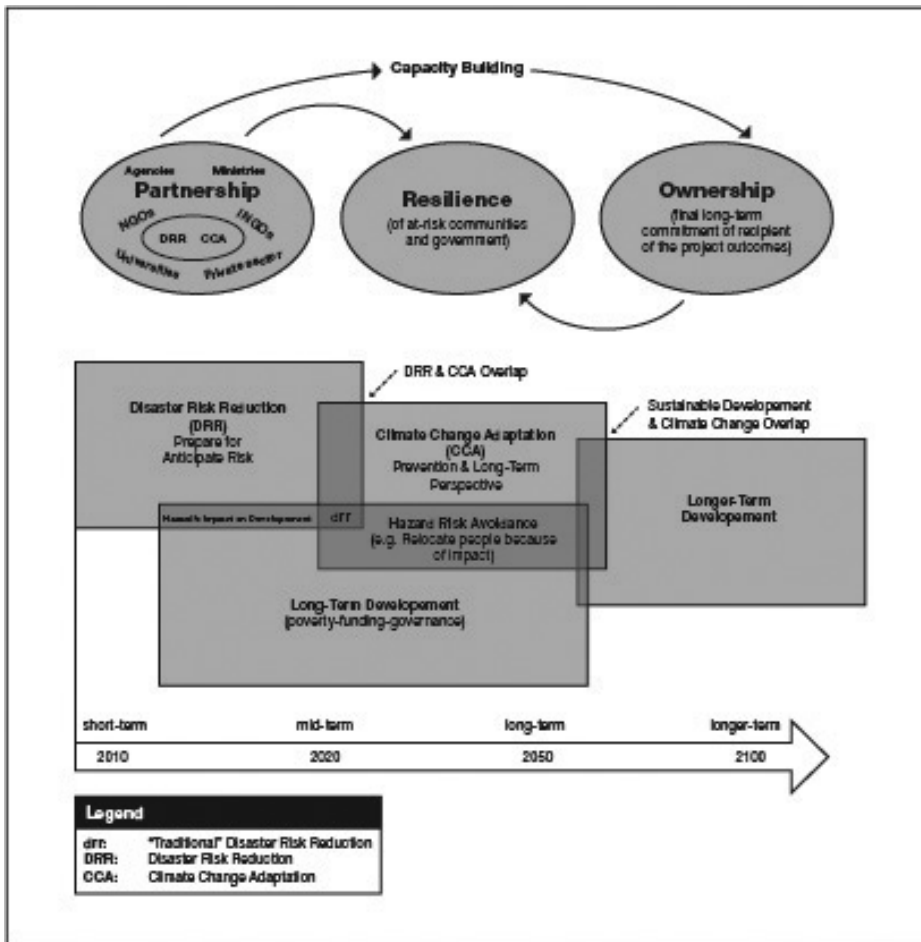 Capacity Building
Agencies
Ministries
Partnership
NGOs
INGOs
DRR CCA
Universities
Private sector
Resilience
(of at-risk communities
and government)
Ownership
(final long-term
commitment of recipient
of the project outcomes)
DRR & CCA Overlap
Disaster Risk Reduction
(DRR)
Prepare for
Anticipate Risk
Climate Change Adaptation
(CCA)
Prevention & Long-Term
Perspective
Sustainable Developement
& Climate Change Overlap
Longer-Term
Developement
Hazard's Impact on Development
drr
Hazard Risk Avoidance
(e.g. Relocate people because
of impact)
Long-Term Developement
(poverty-funding-governance)
short-term mid-term long-term longer-term
2010 2020 2050 2100
Legend
drr: "Traditional" Disaster Risk Reduction
DRR: Disaster Risk Reduction
CCA: Climate Change Adaptation